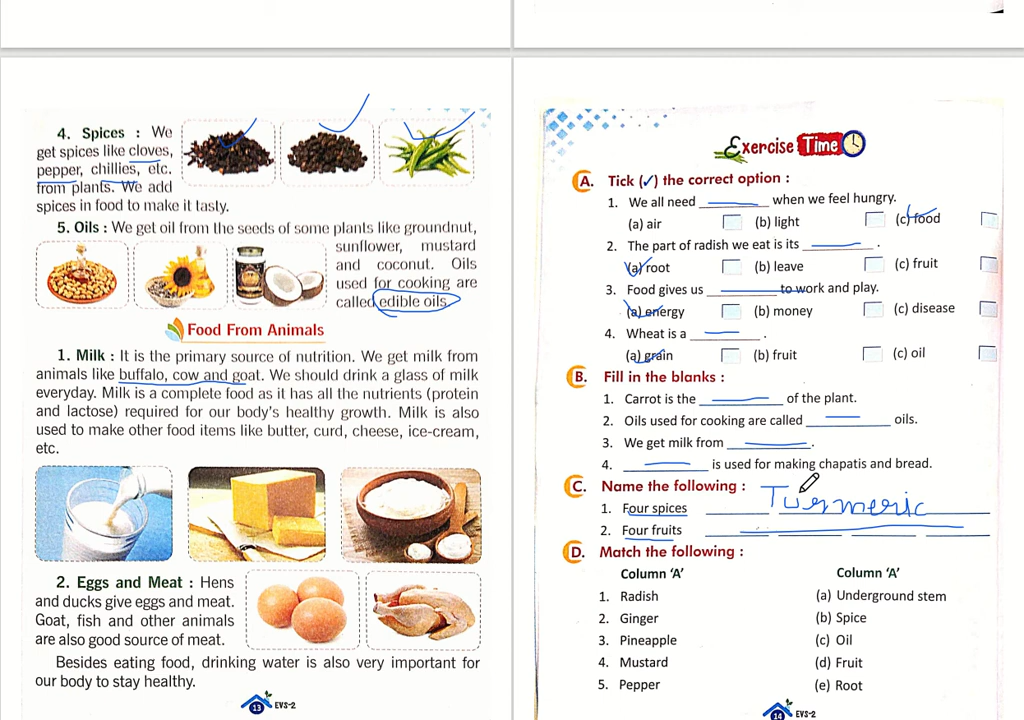 4. Spices : We
get spices like cloves,
pepper, chillies, etc.
from plants. We add
spices in food to make it tasty.
5. Oils : We get oil from the seeds of some plants like groundnut,
sunflower, mustard
and coconut. Oils
used for cooking are
called edible oils
Food From Animals
1. Milk : It is the primary source of nutrition. We get milk from
animals like buffalo, cow and goat. We should drink a glass of milk
everyday. Milk is a complete food as it has all the nutrients (protein
and lactose) required for our body's healthy growth. Milk is also
used to make other food items like butter, curd, cheese, ice-cream,
etc.
2. Eggs and Meat : Hens
and ducks give eggs and meat.
Goat, fish and other animals
are also good source of meat.
Besides eating food, drinking water is also very important for
our body to stay healthy.
13 EVS-2
Exercise Time
A. Tick (✓) the correct option :
1. We all need ________ when we feel hungry.
(a) air (b) light (c) food
2. The part of radish we eat is its ________ .
(a) root (b) leave (c) fruit
3. Food gives us ________ to work and play.
(a) energy (b) money (c) disease
4. Wheat is a ________ .
(a) grain (b) fruit (c) oil
B. Fill in the blanks :
1. Carrot is the ________ of the plant.
2. Oils used for cooking are called ________ oils.
3. We get milk from ________ .
4. ________ is used for making chapatis and bread.
C. Name the following :
1. Four spices Turmeric
2. Four fruits
D. Match the following :
Column 'A' Column 'A'
1. Radish (a) Underground stem
2. Ginger (b) Spice
3. Pineapple (c) Oil
4. Mustard (d) Fruit
5. Pepper (e) Root
14 EVS-2